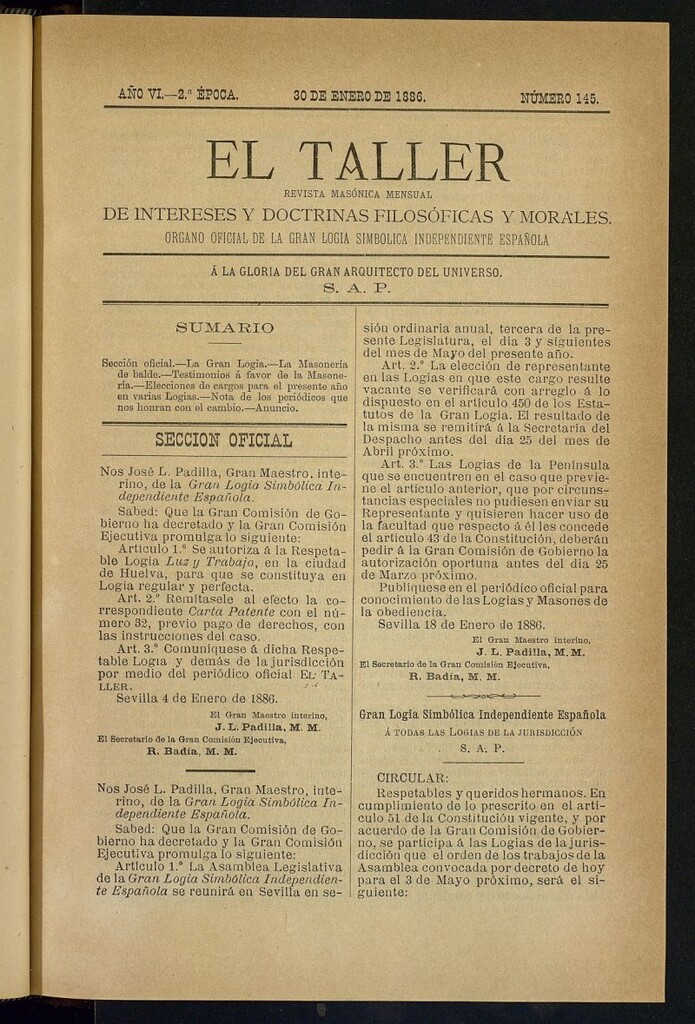 AÑO VI.—2.ª ÉPOCA. 30 DE ENERO DE 1886. NÚMERO 145.
EL TALLER
REVISTA MASÓNICA MENSUAL
DE INTERESES Y DOCTRINAS FILOSÓFICAS Y MORALES.
ORGANO OFICIAL DE LA GRAN LOGIA SIMBOLICA INDEPENDIENTE ESPAÑOLA
Á LA GLORIA DEL GRAN ARQUITECTO DEL UNIVERSO.
S. A. P.
SUMARIO
Sección oficial.—La Gran Logia.—La Masonería
de balde.—Testimonios á favor de la Masone-
ría.—Elecciones de cargos para el presente año
en varias Logias.—Nota de los periódicos que
nos honran con el cambio.—Anuncio.
SECCION OFICIAL
Nos José L. Padilla, Gran Maestro, inte-
rino, de la Gran Logia Simbólica In-
dependiente Española.
Sabed: Que la Gran Comisión de Go-
bierno ha decretado y la Gran Comisión
Ejecutiva promulga lo siguiente:
Artículo 1.º Se autoriza á la Respeta-
ble Logia Luz y Trabajo, en la ciudad
de Huelva, para que se constituya en
Logia regular y perfecta.
Art. 2.º Remítasele al efecto la co-
rrespondiente Carta Patente con el nú-
mero 32, previo pago de derechos, con
las instrucciones del caso.
Art. 3.º Comuníquese á dicha Respe-
table Logia y demás de la jurisdicción
por medio del periódico oficial EL TA-
LLER.
Sevilla 4 de Enero de 1886.
El Gran Maestro interino,
J. L. Padilla, M. M.
El Secretario de la Gran Comisión Ejecutiva,
R. Badía, M. M.
Nos José L. Padilla, Gran Maestro, inte-
rino, de la Gran Logia Simbólica In-
dependiente Española.
Sabed: Que la Gran Comisión de Go-
bierno ha decretado y la Gran Comisión
Ejecutiva promulga lo siguiente:
Artículo 1.º La Asamblea Legislativa
de la Gran Logia Simbólica Independien-
te Española se reunirá en Sevilla en se-
sión ordinaria anual, tercera de la pre-
sente Legislatura, el dia 3 y siguientes
del mes de Mayo del presente año.
Art. 2.º La elección de representante
en las Logias en que este cargo resulte
vacante se verificará con arreglo á lo
dispuesto en el artículo 450 de los Esta-
tutos de la Gran Logia. El resultado de
la misma se remitirá á la Secretaría del
Despacho antes del día 25 del mes de
Abril próximo.
Art. 3.º Las Logias de la Península
que se encuentren en el caso que previe-
ne el artículo anterior, que por circuns-
tancias especiales no pudiesen enviar su
Representante y quisieren hacer uso de
la facultad que respecto á él les concede
el artículo 43 de la Constitución, deberán
pedir á la Gran Comisión de Gobierno la
autorización oportuna antes del día 25
de Marzo próximo.
Publíquese en el periódico oficial para
conocimiento de las Logias y Masones de
la obediencia.
Sevilla 18 de Enero de 1886.
El Gran Maestro interino,
J. L. Padilla, M. M.
El Secretario de la Gran Comisión Ejecutiva,
R. Badía, M. M.
Gran Logia Simbólica Independiente Española
Á TODAS LAS LOGIAS DE LA JURISDICCIÓN
S. A. P.
CIRCULAR:
Respetables y queridos hermanos. En
cumplimiento de lo prescrito en el artí-
culo 51 de la Constitución vigente, y por
acuerdo de la Gran Comisión de Gobier-
no, se participa á las Logias de la juris-
dicción que el orden de los trabajos de la
Asamblea convocada por decreto de hoy
para el 3 de Mayo próximo, será el si-
guiente: